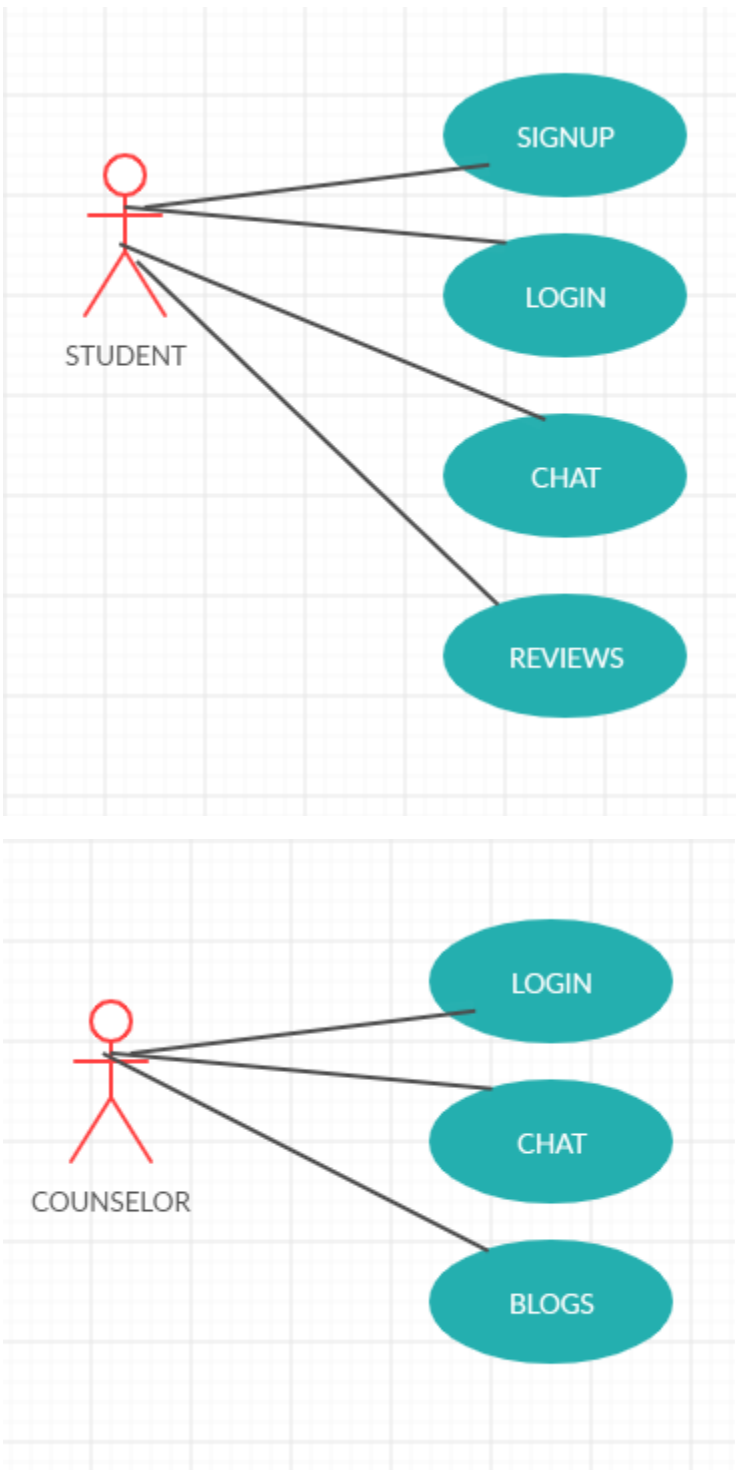 SIGNUP
LOGIN
STUDENT
CHAT
REVIEWS
LOGIN
CHAT
COUNSELOR
BLOGS